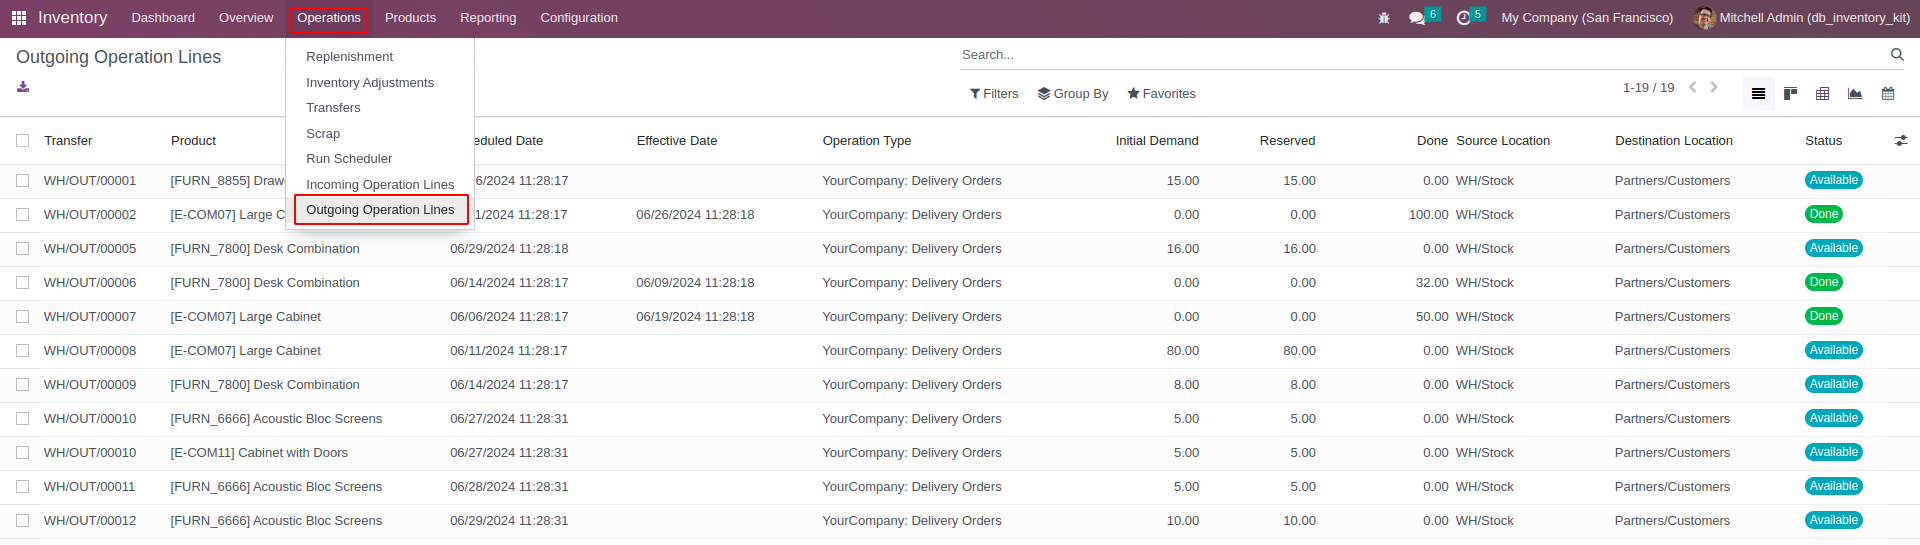 Inventory Dashboard Overview Operations Products Reporting Configuration 6 5 My Company (San Francisco) Mitchell Admin (db_inventory_kit)
Outgoing Operation Lines Search...
Replenishment
Inventory Adjustments
Transfers
Scrap
Run Scheduler
Incoming Operation Lines
Outgoing Operation Lines
Filters Group By Favorites 1-19 / 19
Transfer Product eduled Date Effective Date Operation Type Initial Demand Reserved Done Source Location Destination Location Status
WH/OUT/00001 [FURN_8855] Draw 6/2024 11:28:17 YourCompany: Delivery Orders 15.00 15.00 0.00 WH/Stock Partners/Customers Available
WH/OUT/00002 [E-COM07] Large C 1/2024 11:28:17 06/26/2024 11:28:18 YourCompany: Delivery Orders 0.00 0.00 100.00 WH/Stock Partners/Customers Done
WH/OUT/00005 [FURN_7800] Desk Combination 06/29/2024 11:28:18 YourCompany: Delivery Orders 16.00 16.00 0.00 WH/Stock Partners/Customers Available
WH/OUT/00006 [FURN_7800] Desk Combination 06/14/2024 11:28:17 06/09/2024 11:28:18 YourCompany: Delivery Orders 0.00 0.00 32.00 WH/Stock Partners/Customers Done
WH/OUT/00007 [E-COM07] Large Cabinet 06/06/2024 11:28:17 06/19/2024 11:28:18 YourCompany: Delivery Orders 0.00 0.00 50.00 WH/Stock Partners/Customers Done
WH/OUT/00008 [E-COM07] Large Cabinet 06/11/2024 11:28:17 YourCompany: Delivery Orders 80.00 80.00 0.00 WH/Stock Partners/Customers Available
WH/OUT/00009 [FURN_7800] Desk Combination 06/14/2024 11:28:17 YourCompany: Delivery Orders 8.00 8.00 0.00 WH/Stock Partners/Customers Available
WH/OUT/00010 [FURN_6666] Acoustic Bloc Screens 06/27/2024 11:28:31 YourCompany: Delivery Orders 5.00 5.00 0.00 WH/Stock Partners/Customers Available
WH/OUT/00010 [E-COM11] Cabinet with Doors 06/27/2024 11:28:31 YourCompany: Delivery Orders 5.00 5.00 0.00 WH/Stock Partners/Customers Available
WH/OUT/00011 [FURN_6666] Acoustic Bloc Screens 06/28/2024 11:28:31 YourCompany: Delivery Orders 5.00 5.00 0.00 WH/Stock Partners/Customers Available
WH/OUT/00012 [FURN_6666] Acoustic Bloc Screens 06/29/2024 11:28:31 YourCompany: Delivery Orders 10.00 10.00 0.00 WH/Stock Partners/Customers Available